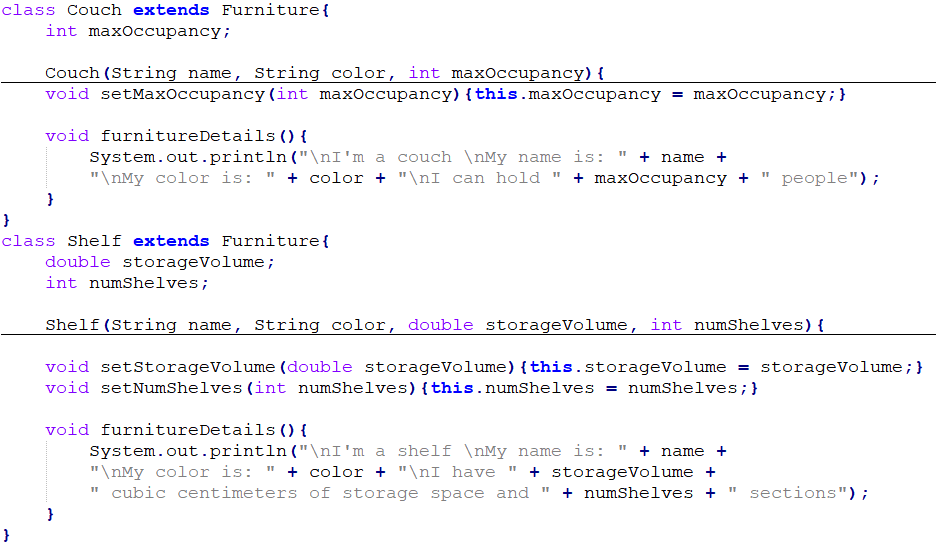 class Couch extends Furniture{
    int maxOccupancy;

    Couch(String name, String color, int maxOccupancy){
    void setMaxOccupancy(int maxOccupancy){this.maxOccupancy = maxOccupancy;}

    void furnitureDetails(){
        System.out.println("\nI'm a couch \nMy name is: " + name +
        "\nMy color is: " + color + "\nI can hold " + maxOccupancy + " people");
    }
}
class Shelf extends Furniture{
    double storageVolume;
    int numShelves;

    Shelf(String name, String color, double storageVolume, int numShelves){

    void setStorageVolume(double storageVolume){this.storageVolume = storageVolume;}
    void setNumShelves(int numShelves){this.numShelves = numShelves;}

    void furnitureDetails(){
        System.out.println("\nI'm a shelf \nMy name is: " + name +
        "\nMy color is: " + color + "\nI have " + storageVolume +
        " cubic centimeters of storage space and " + numShelves + " sections");
    }
}